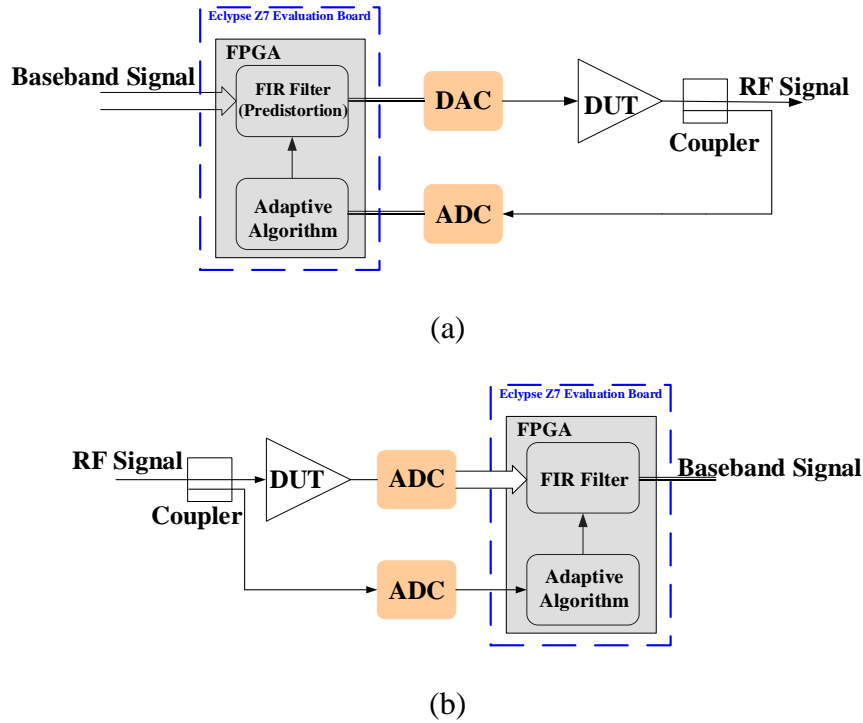 Eclypse Z7 Evaluation Board
FPGA
Baseband Signal
FIR Filter
(Predistortion)
DAC
DUT
RF Signal
Coupler
Adaptive
Algorithm
ADC
(a)
Eclypse Z7 Evaluation Board
FPGA
RF Signal
Coupler
DUT
ADC
FIR Filter
Baseband Signal
ADC
Adaptive
Algorithm
(b)